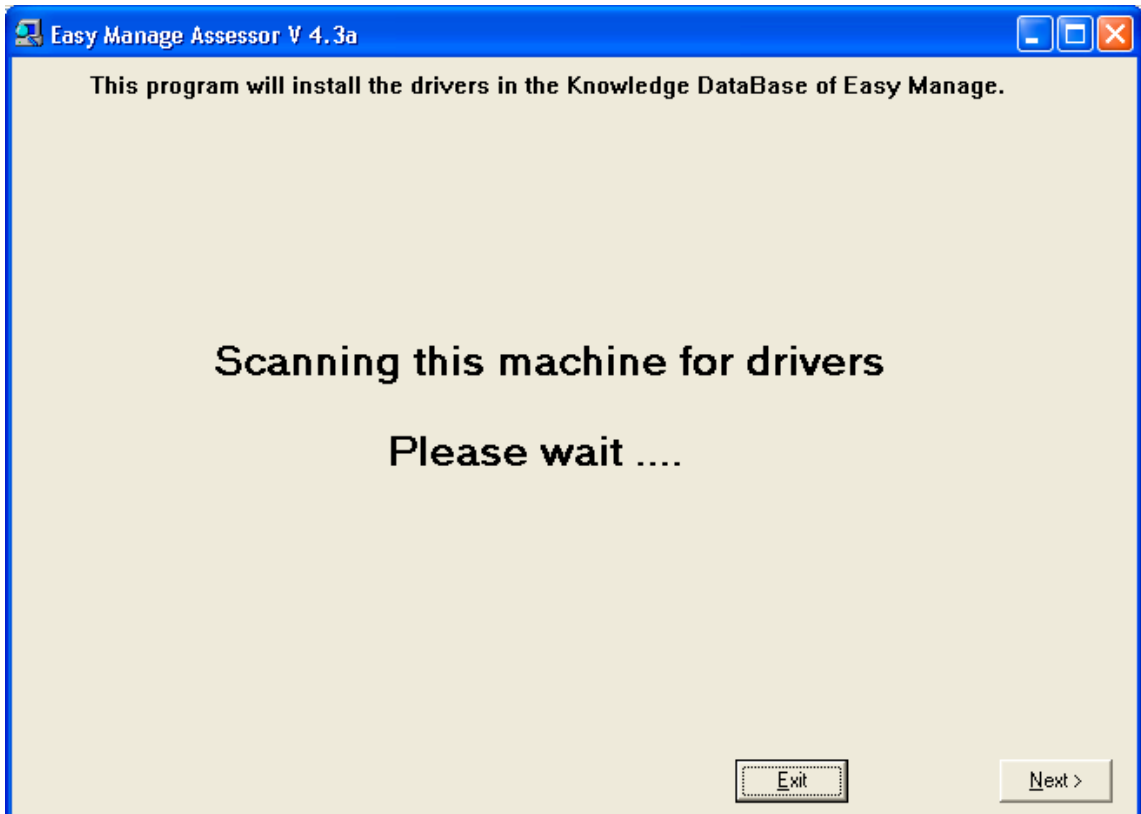 Easy Manage Assessor V 4.3a
This program will install the drivers in the Knowledge DataBase of Easy Manage.
Scanning this machine for drivers
Please wait ....
Exit
Next >